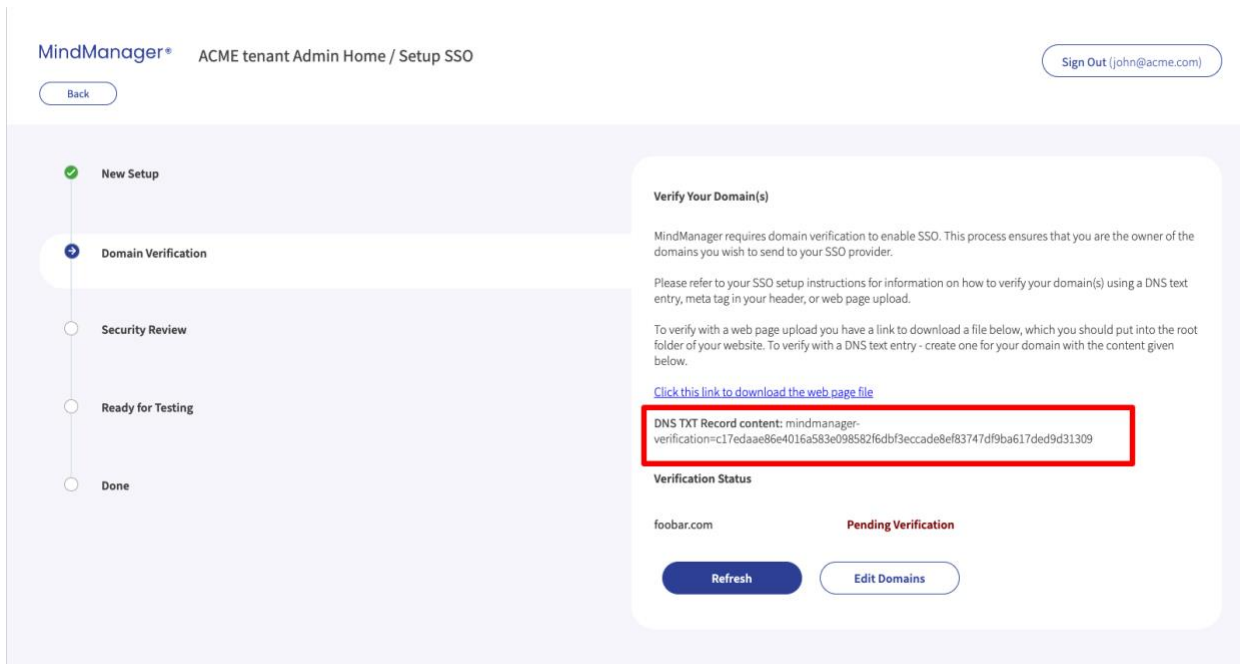 MindManager®
ACME tenant Admin Home / Setup SSO
Sign Out (john@acme.com)
Back
New Setup
Domain Verification
Security Review
Ready for Testing
Done
Verify Your Domain(s)
MindManager requires domain verification to enable SSO. This process ensures that you are the owner of the
domains you wish to send to your SSO provider.
Please refer to your SSO setup instructions for information on how to verify your domain(s) using a DNS text
entry, meta tag in your header, or web page upload.
To verify with a web page upload you have a link to download a file below, which you should put into the root
folder of your website. To verify with a DNS text entry - create one for your domain with the content given
below.
Click this link to download the web page file
DNS TXT Record content: mindmanager-
verification=c17edaae86e4016a583e098582f6dbf3eccade8ef83747df9ba617ded9d31309
Verification Status
foobar.com
Pending Verification
Refresh
Edit Domains